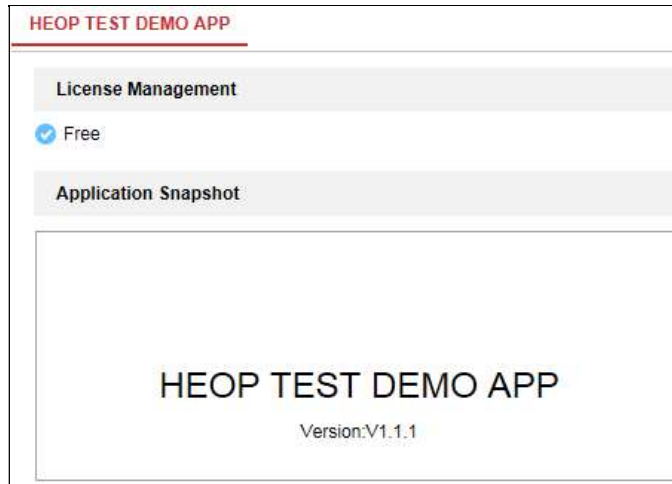 HEOP TEST DEMO APP
License Management
Free
Application Snapshot
HEOP TEST DEMO APP
Version:V1.1.1